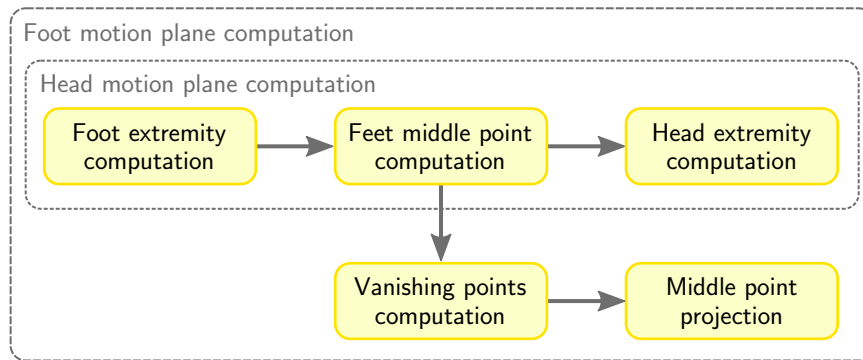 Foot motion plane computation
Head motion plane computation
Foot extremity
computation
Feet middle point
computation
Head extremity
computation
Vanishing points
computation
Middle point
projection